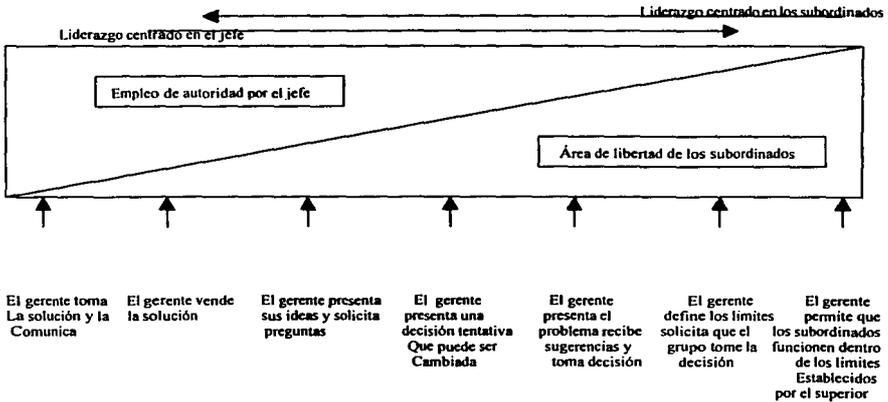 Liderazgo centrado en los subordinados
Liderazgo centrado en el jefe
Empleo de autoridad por el jefe
Área de libertad de los subordinados
El gerente toma
La solución y la
Comunica
El gerente vende
la solución
El gerente presenta
sus ideas y solicita
preguntas
El gerente
presenta una
decisión tentativa
Que puede ser
Cambiada
El gerente
presenta el
problema recibe
sugerencias y
toma decisión
El gerente
define los límites
solicita que el
grupo tome la
decisión
El gerente
permite que
los subordinados
funcionen dentro
de los límites
Establecidos
por el superior